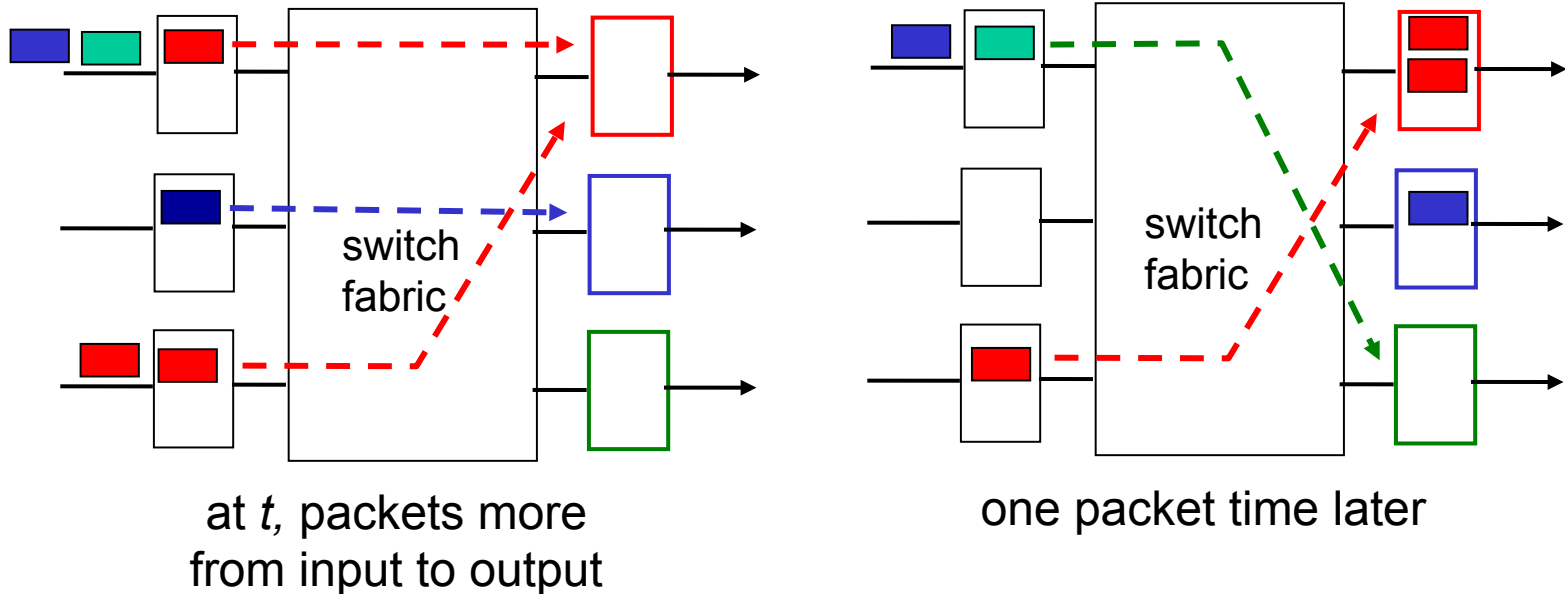 switch
fabric
switch
fabric
at t, packets more
from input to output
one packet time later